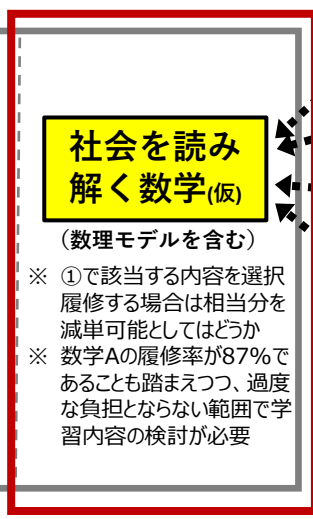 社会を読み
解く数学(仮)
(数理モデルを含む)
※ ①で該当する内容を選択
履修する場合は相当分を
減単可能としてはどうか
※ 数学Aの履修率が87%で
あることも踏まえつつ、過度
な負担とならない範囲で学
習内容の検討が必要